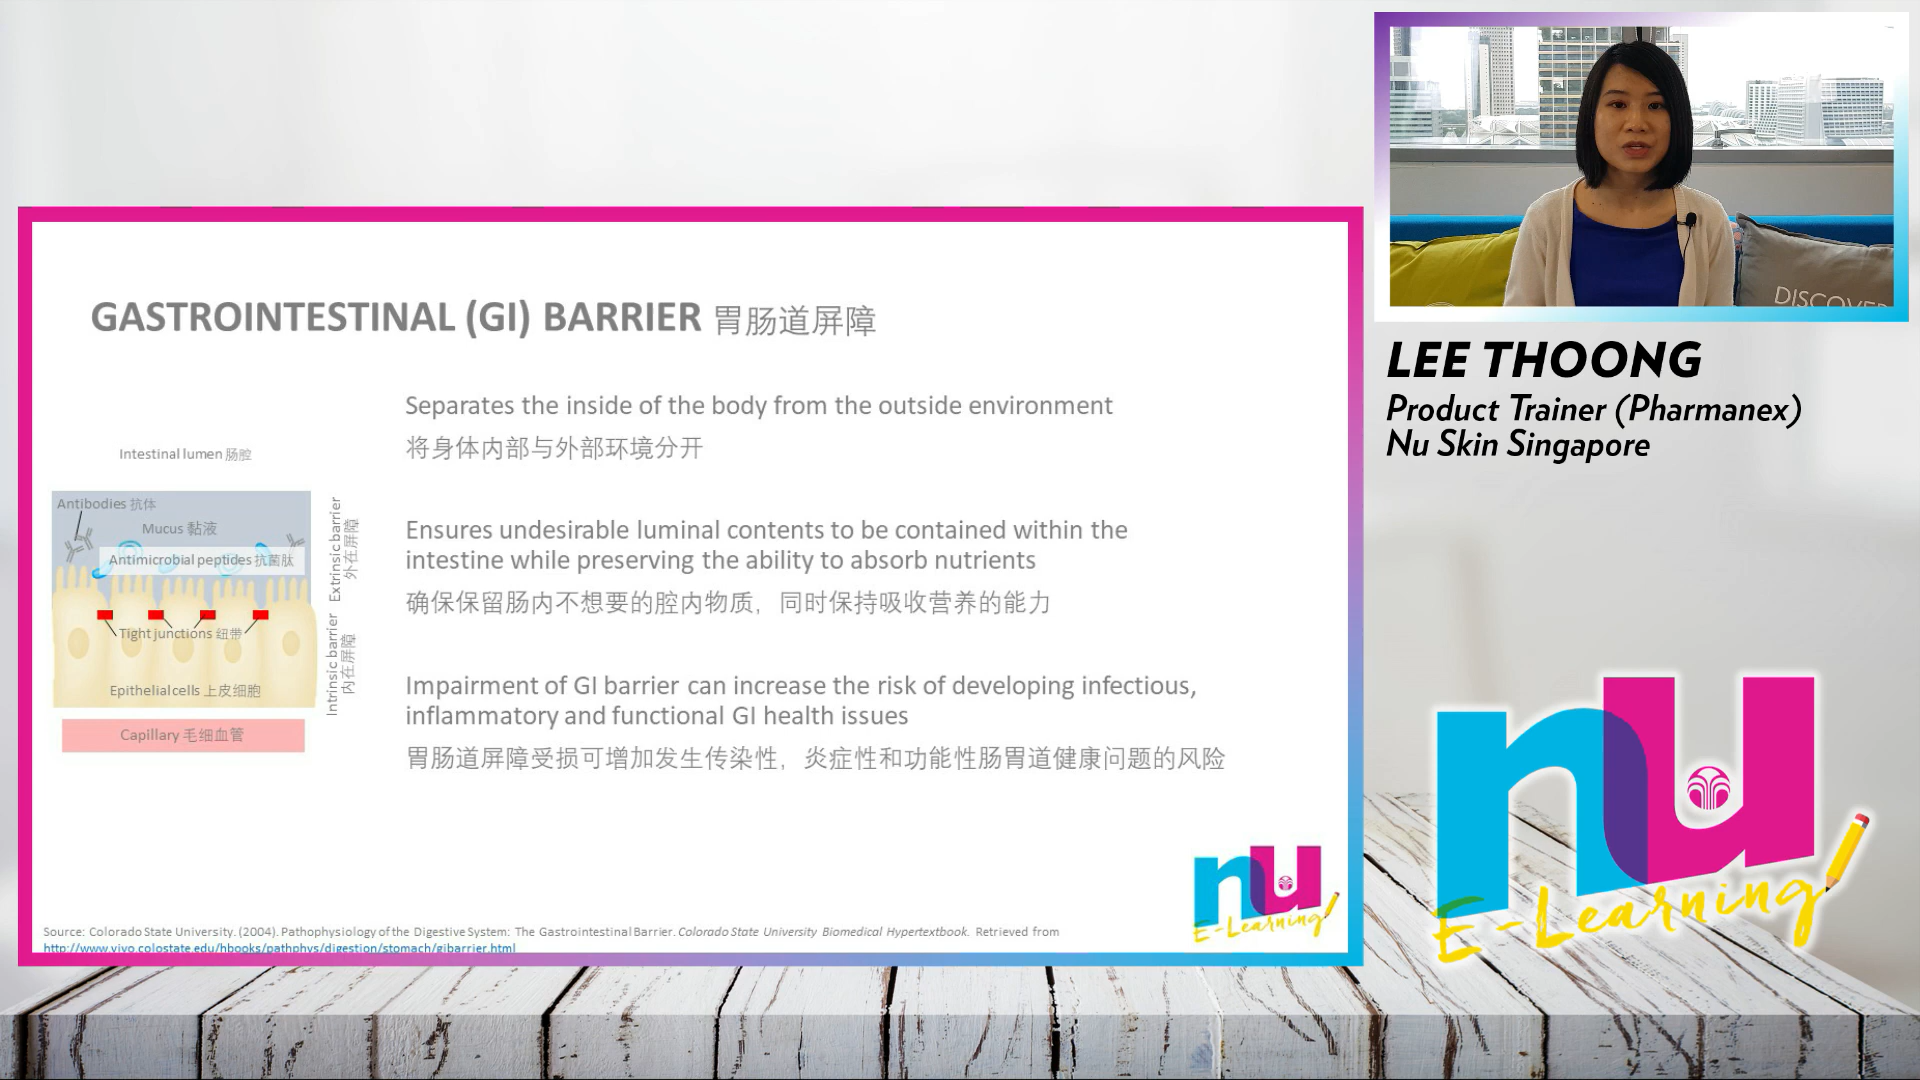 GASTROINTESTINAL (GI) BARRIER 胃肠道屏障
Separates the inside of the body from the outside environment
将身体内部与外部环境分开
Ensures undesirable luminal contents to be contained within the
intestine while preserving the ability to absorb nutrients
确保保留肠内不想要的腔内物质，同时保持吸收营养的能力
Impairment of GI barrier can increase the risk of developing infectious,
inflammatory and functional GI health issues
胃肠道屏障受损可增加发生传染性，炎症性和功能性肠胃道健康问题的风险
Intestinal lumen 肠腔
Antibodies 抗体
Mucus 黏液
Antimicrobial peptides 抗菌肽
Tight junctions 纽带
Epithelial cells 上皮细胞
Capillary 毛细血管
Extrinsic barrier
外在屏障
Intrinsic barrier
内在屏障
Source: Colorado State University. (2004). Pathophysiology of the Digestive System: The Gastrointestinal Barrier. Colorado State University Biomedical Hypertextbook. Retrieved from
http://www.vivo.colostate.edu/hbooks/pathphys/digestion/stomach/gibarrier.html
nu
E-Learning
DISCOVER
LEE THOONG
Product Trainer (Pharmanex)
Nu Skin Singapore
nu
E-Learning